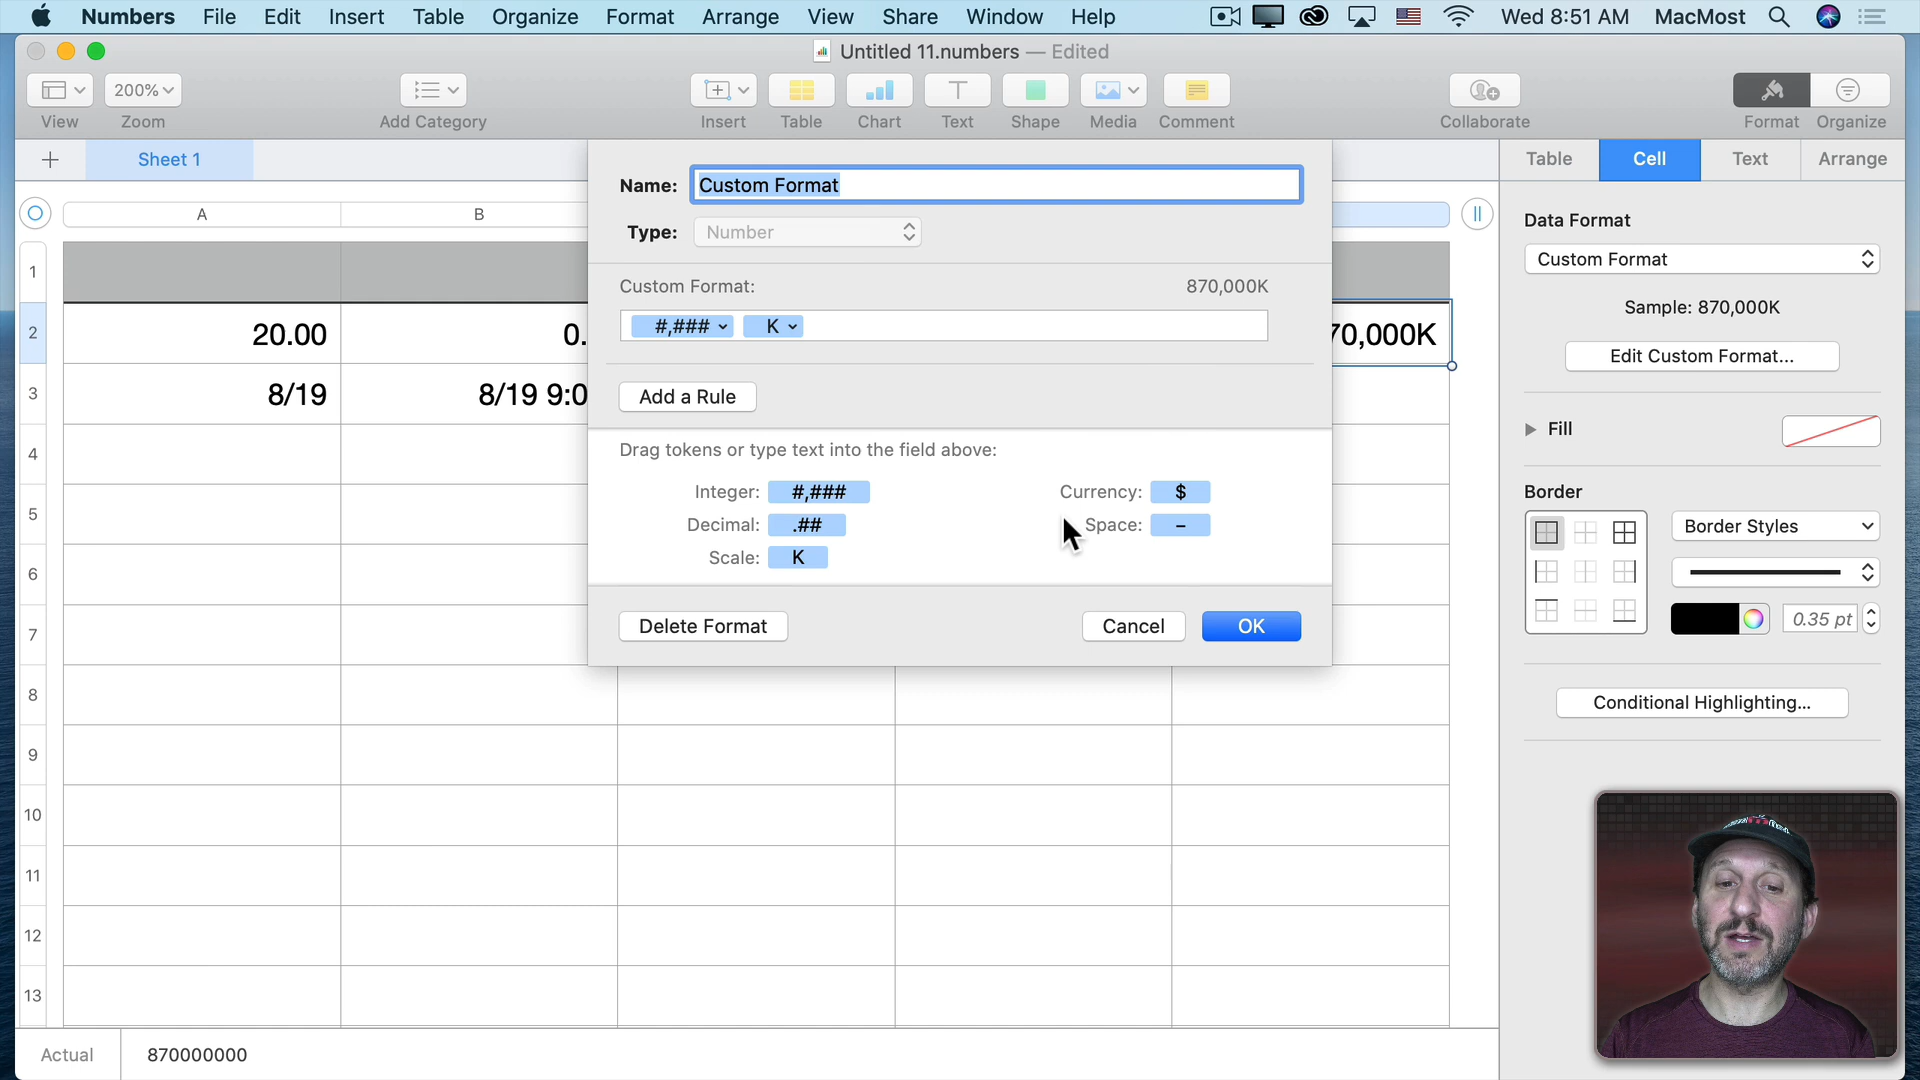 Numbers File Edit Insert Table Organize Format Arrange View Share Window Help Wed 8:51 AM MacMost
Untitled 11.numbers — Edited
200%
View Zoom Add Category Insert Table Chart Text Shape Media Comment Collaborate Format Organize
Sheet 1
Table Cell Text Arrange
Name: Custom Format
Type: Number
Custom Format: 870,000K
#,### K
Add a Rule
Drag tokens or type text into the field above:
Integer: #,### Currency: $
Decimal: .## Space: –
Scale: K
Delete Format Cancel OK
A B
1
2 20.00 0. 70,000K
3 8/19 8/19 9:0
4
5
6
7
8
9
10
11
12
13
Data Format
Custom Format
Sample: 870,000K
Edit Custom Format...
Fill
Border
Border Styles
0.35 pt
Conditional Highlighting...
Actual 870000000